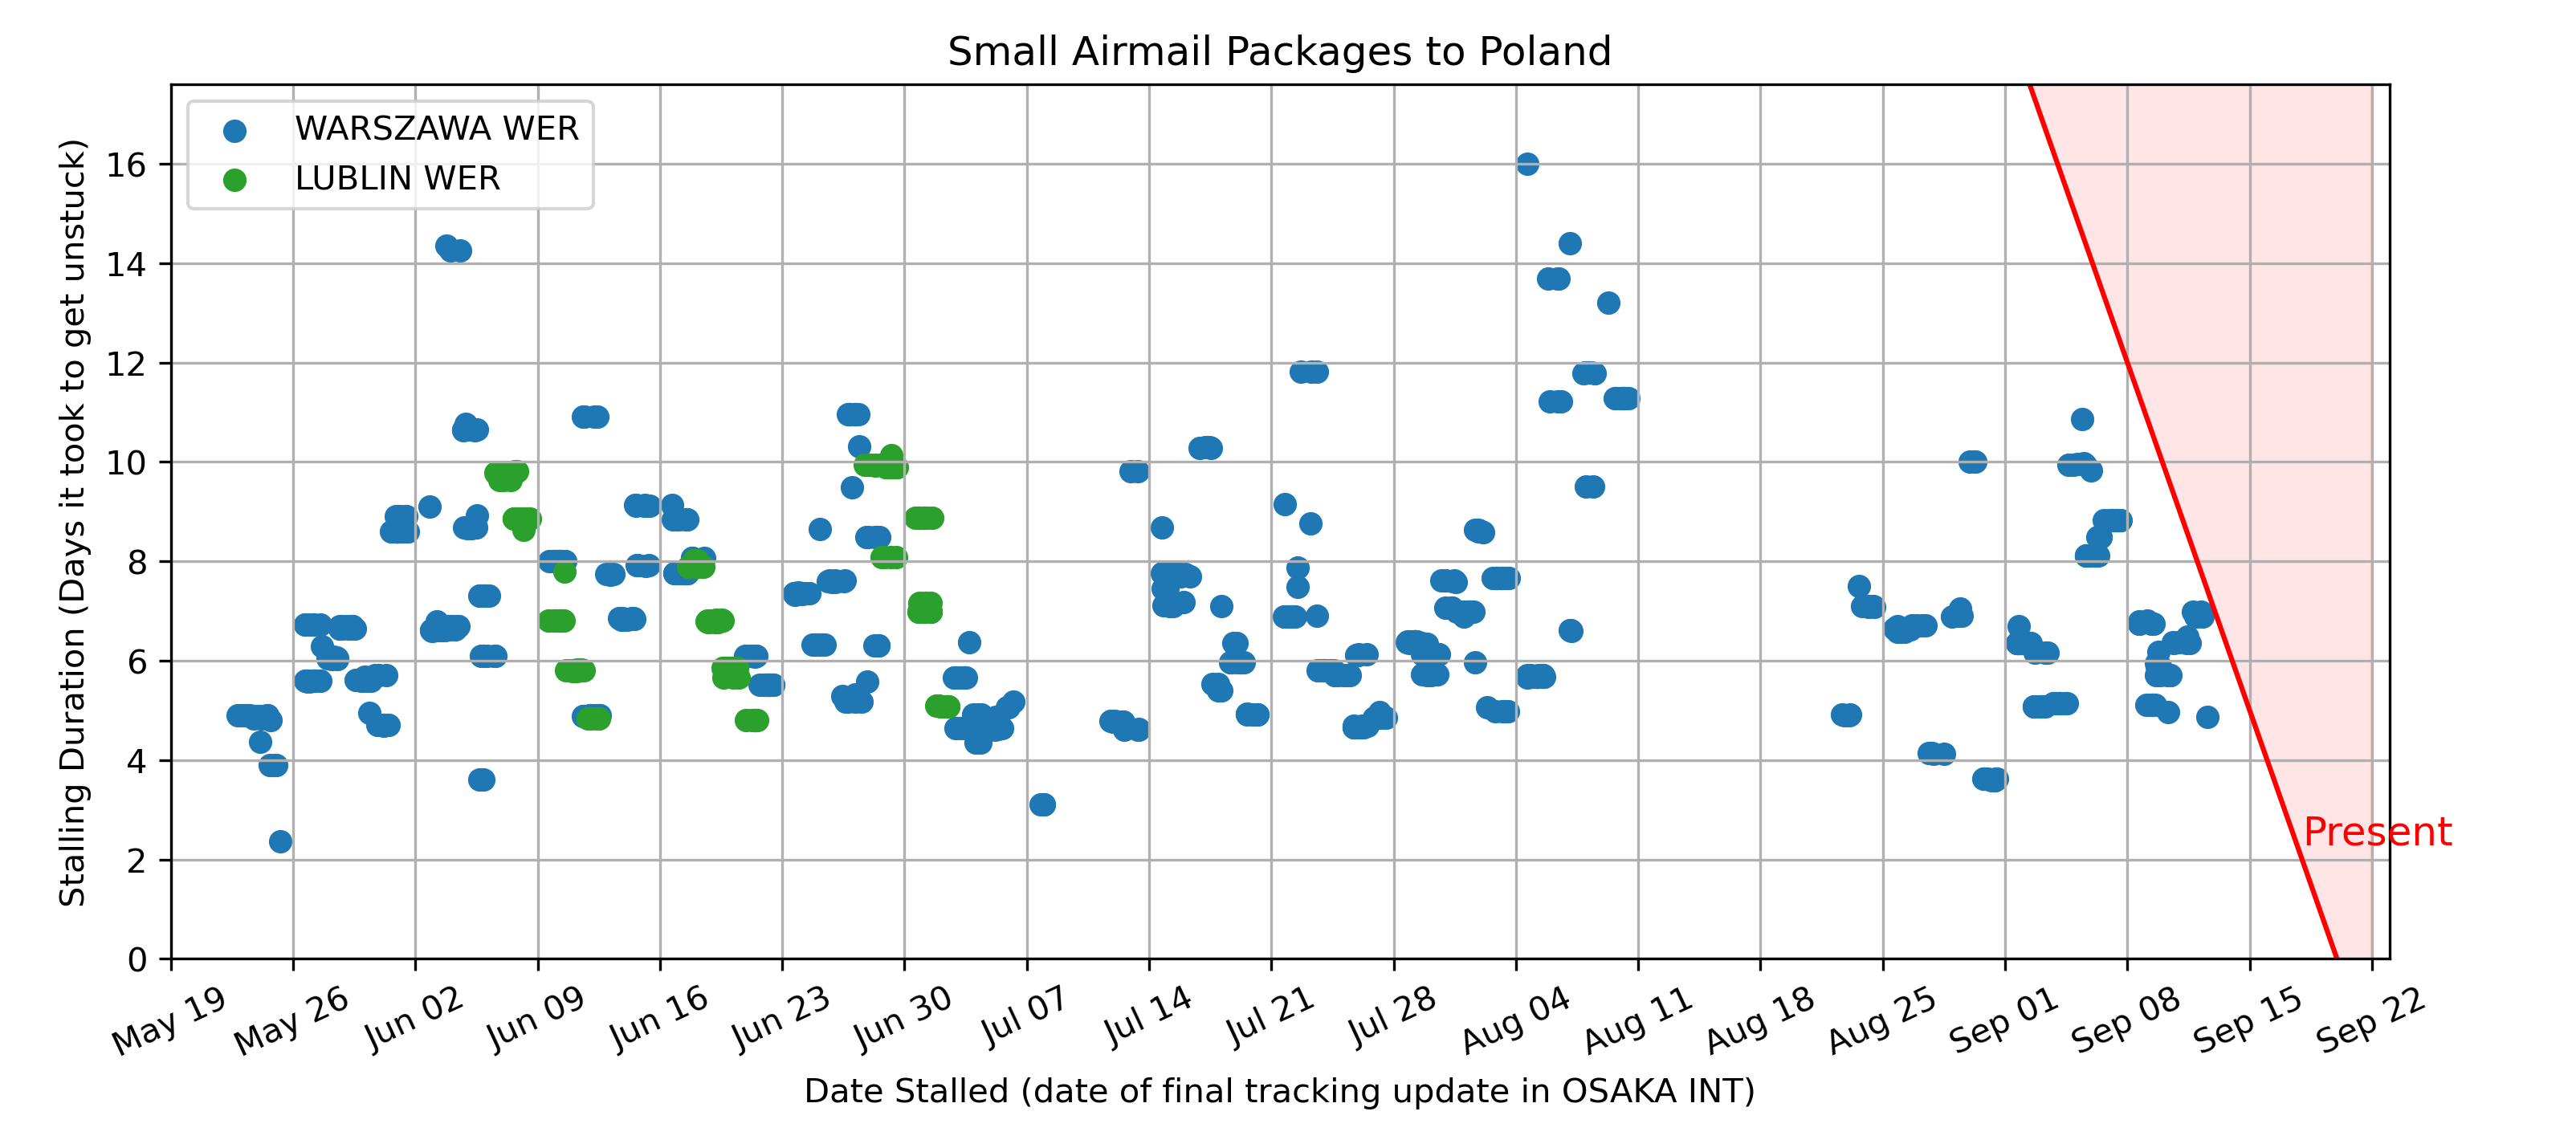 Small Airmail Packages to Poland
WARSZAWA WER
LUBLIN WER
Stalling Duration (Days it took to get unstuck)
16
14
12
10
8
6
4
2
0
Present
May 19
May 26
Jun 02
Jun 09
Jun 16
Jun 23
Jun 30
Jul 07
Jul 14
Jul 21
Jul 28
Aug 04
Aug 11
Aug 18
Aug 25
Sep 01
Sep 08
Sep 15
Sep 22
Date Stalled (date of final tracking update in OSAKA INT)